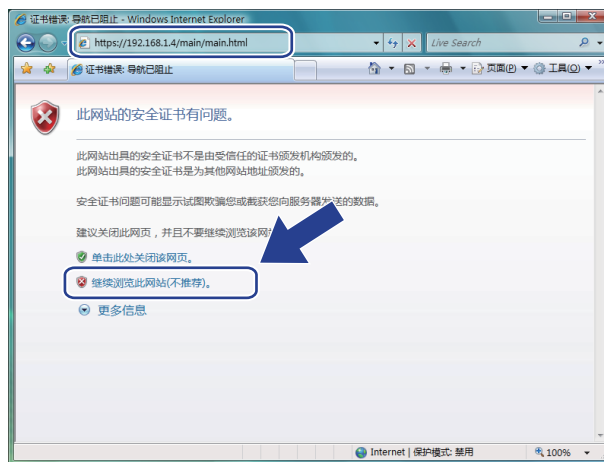 证书错误: 导航已阻止 - Windows Internet Explorer
https://192.168.1.4/main/main.html
Live Search
证书错误: 导航已阻止
页面(P)
工具(O)
此网站的安全证书有问题。
此网站出具的安全证书不是由受信任的证书颁发机构颁发的。
此网站出具的安全证书是为其他网站地址颁发的。
安全证书问题可能显示试图欺骗您或截获您向服务器发送的数据。
建议关闭此网页，并且不要继续浏览该网
单击此处关闭该网页。
继续浏览此网站(不推荐)。
更多信息
Internet | 保护模式: 禁用
100%